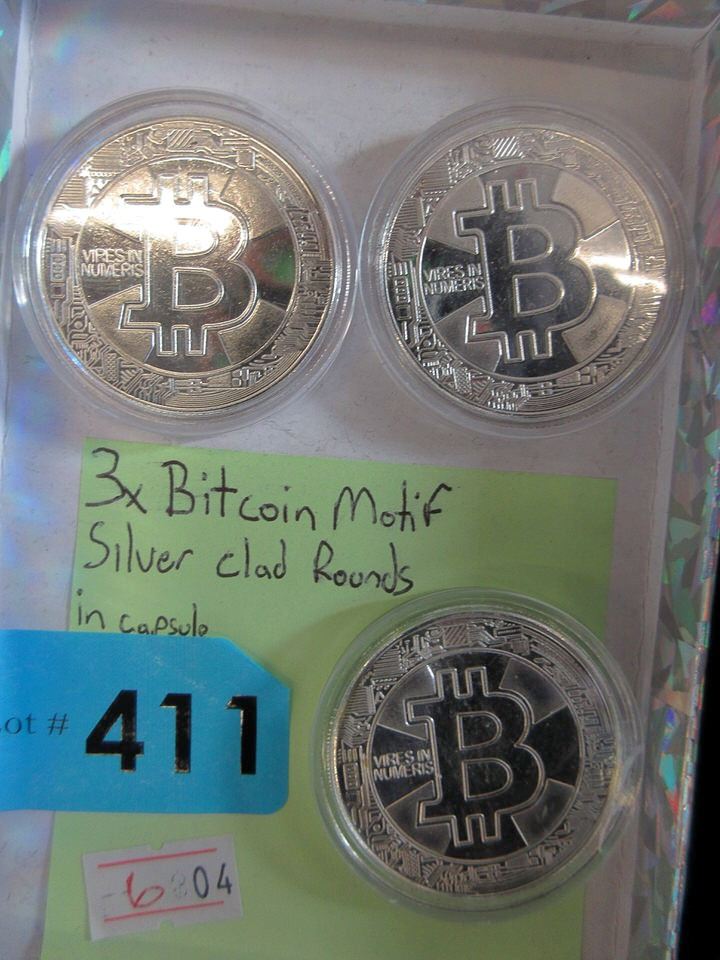 VIRES IN
NUMERIS
VIRES IN
NUMERIS
3x Bitcoin Motif
Silver clad Rounds
in capsule
Lot # 411
VIRES IN
NUMERIS
6 04